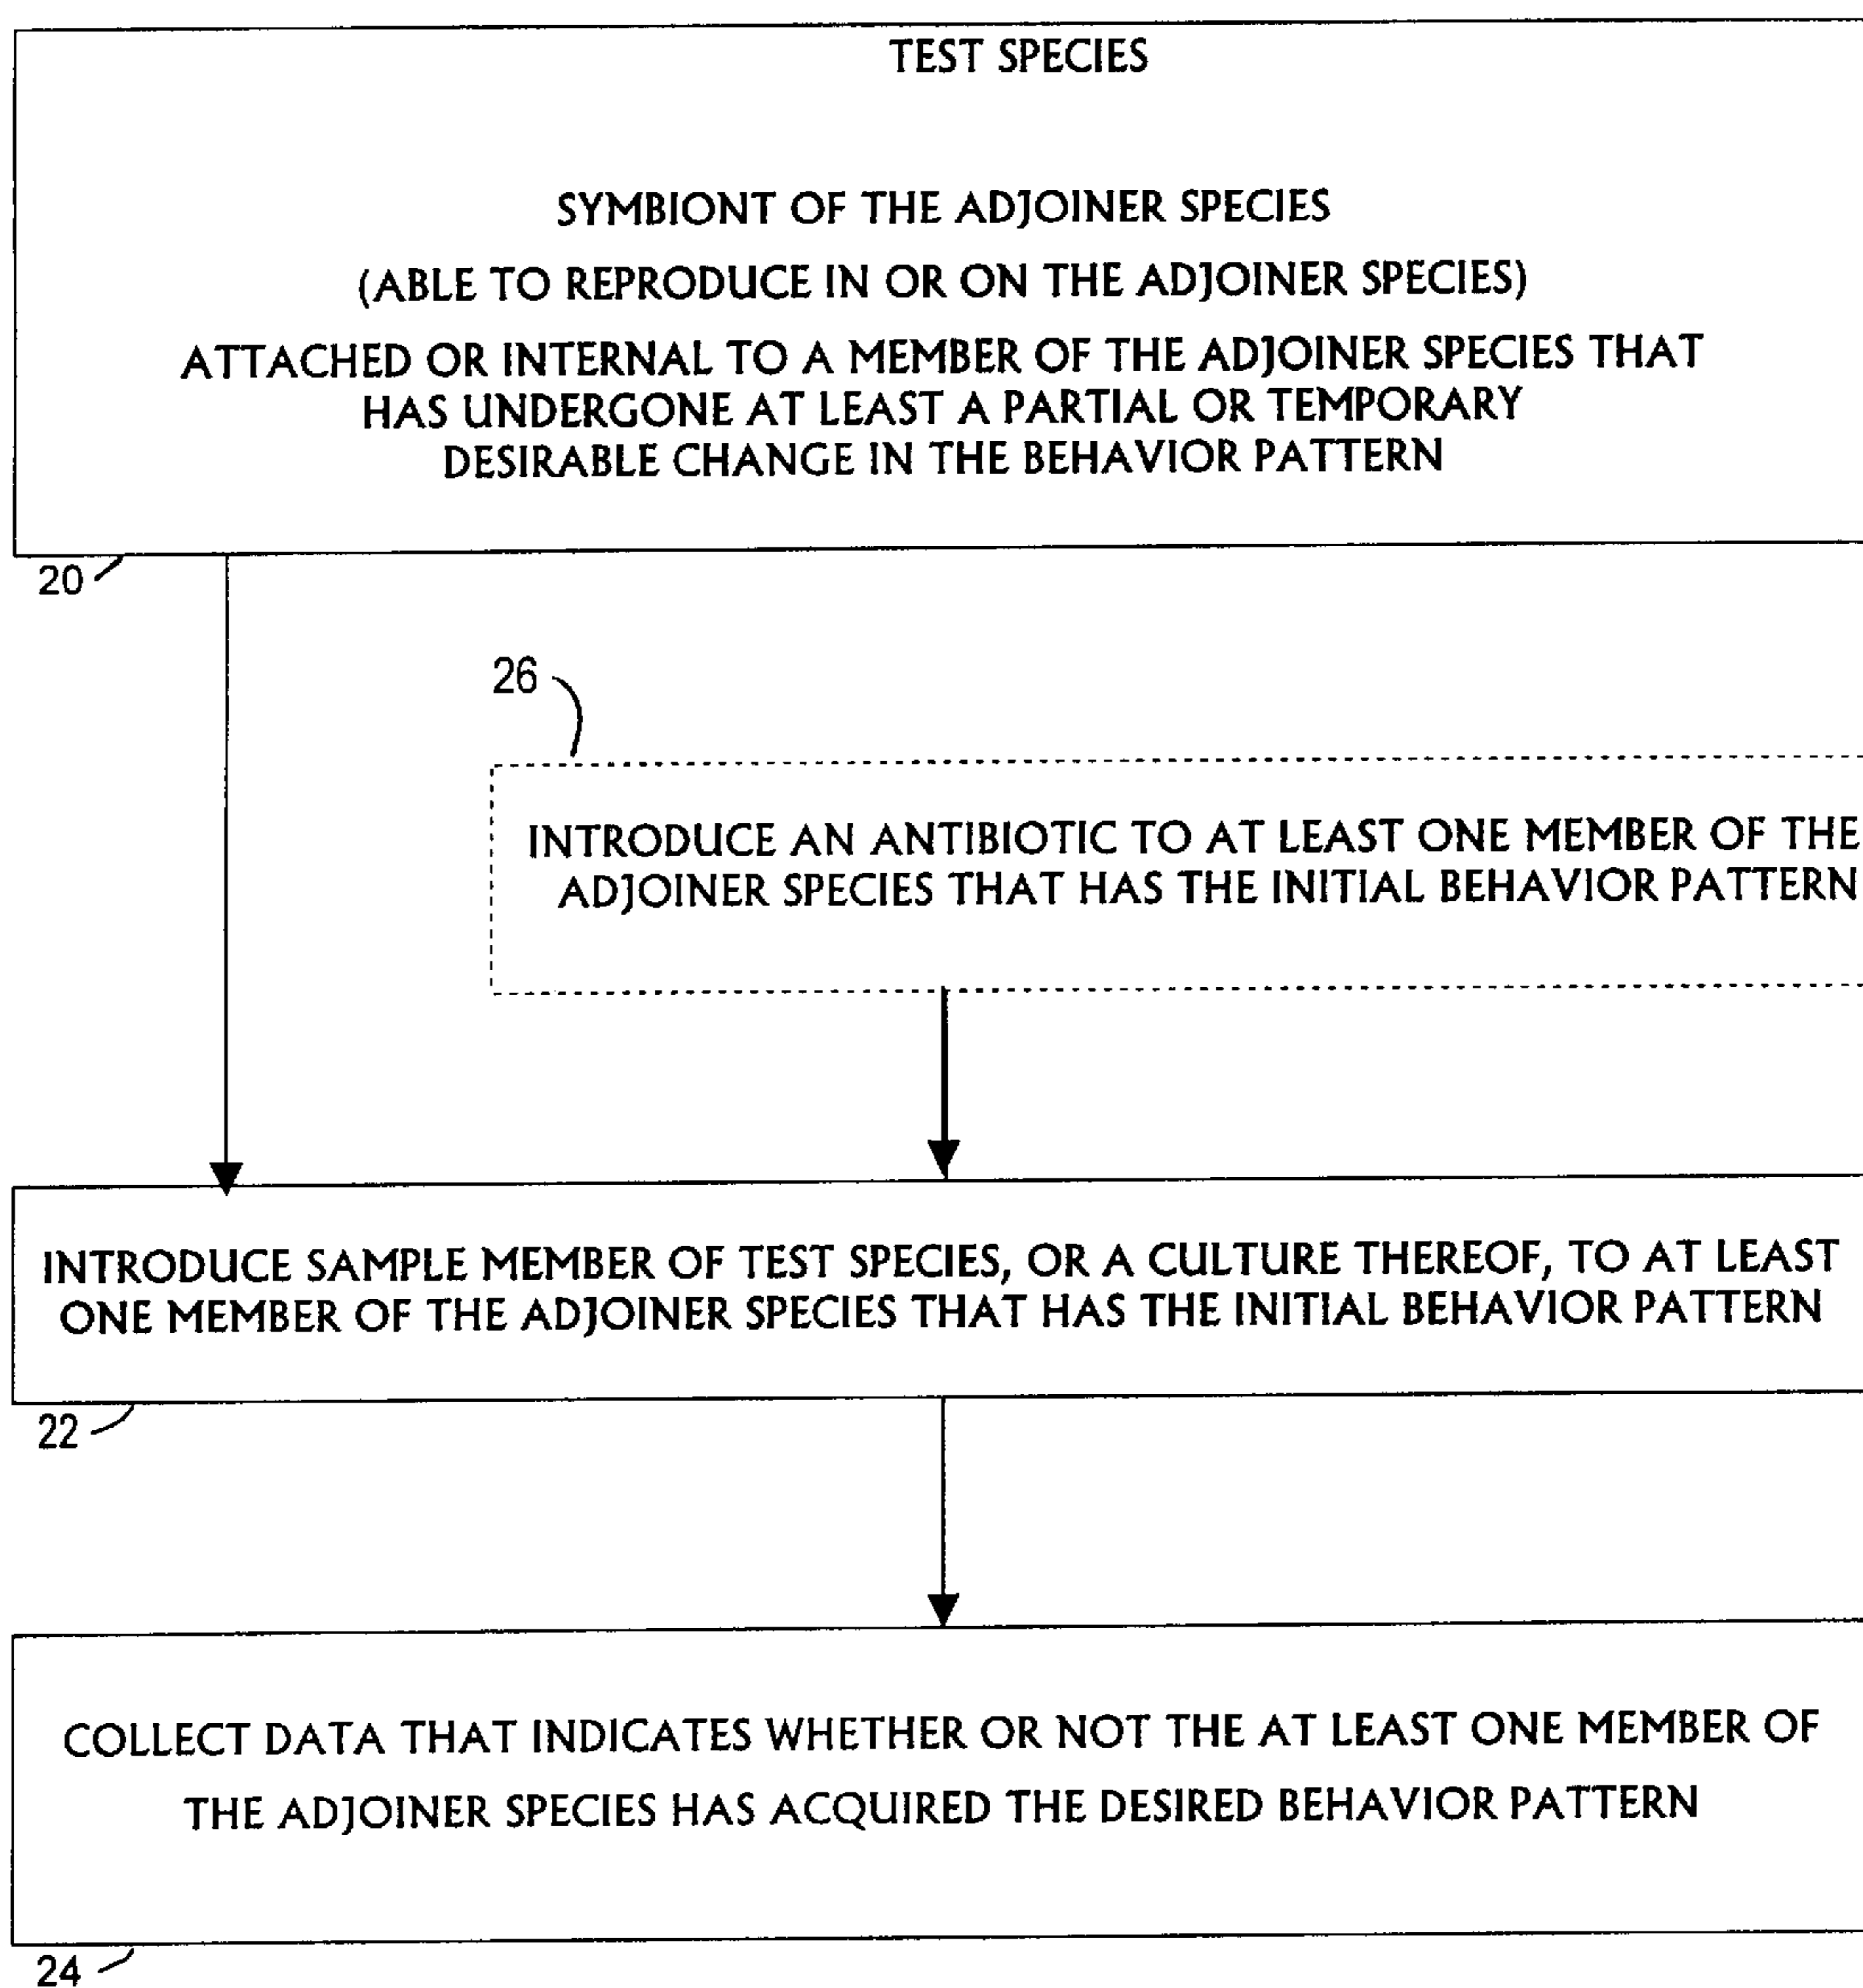 TEST SPECIES
SYMBIONT OF THE ADJOINER SPECIES
(ABLE TO REPRODUCE IN OR ON THE ADJOINER SPECIES)
ATTACHED OR INTERNAL TO A MEMBER OF THE ADJOINER SPECIES THAT
HAS UNDERGONE AT LEAST A PARTIAL OR TEMPORARY
DESIRABLE CHANGE IN THE BEHAVIOR PATTERN
20
26
INTRODUCE AN ANTIBIOTIC TO AT LEAST ONE MEMBER OF THE
ADJOINER SPECIES THAT HAS THE INITIAL BEHAVIOR PATTERN
INTRODUCE SAMPLE MEMBER OF TEST SPECIES, OR A CULTURE THEREOF, TO AT LEAST
ONE MEMBER OF THE ADJOINER SPECIES THAT HAS THE INITIAL BEHAVIOR PATTERN
22
COLLECT DATA THAT INDICATES WHETHER OR NOT THE AT LEAST ONE MEMBER OF
THE ADJOINER SPECIES HAS ACQUIRED THE DESIRED BEHAVIOR PATTERN
24